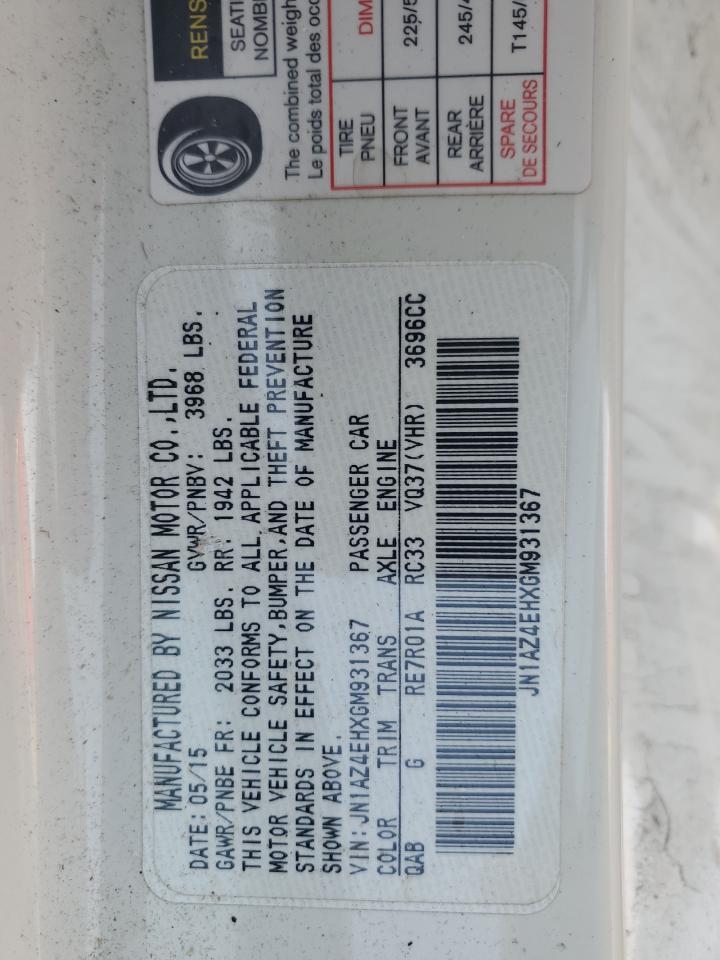 RENS
SEATI
NOMB
The combined weigh
Le poids total des occ
TIRE
PNEU
DIM
FRONT
AVANT
225/5
REAR
ARRIÈRE
245/4
SPARE
DE SECOURS
T145/
MANUFACTURED BY NISSAN MOTOR CO.,LTD.
DATE: 05/15 GVWR/PNBV: 3968 LBS.
GAWR/PNBE FR: 2033 LBS. RR: 1942 LBS.
THIS VEHICLE CONFORMS TO ALL APPLICABLE FEDERAL
MOTOR VEHICLE SAFETY,BUMPER,AND THEFT PREVENTION
STANDARDS IN EFFECT ON THE DATE OF MANUFACTURE
SHOWN ABOVE.
VIN:JN1AZ4EHXGM931367 PASSENGER CAR
COLOR TRIM TRANS AXLE ENGINE
QAB G RE7R01A RC33 VQ37(VHR) 3696CC
JN1AZ4EHXGM931367